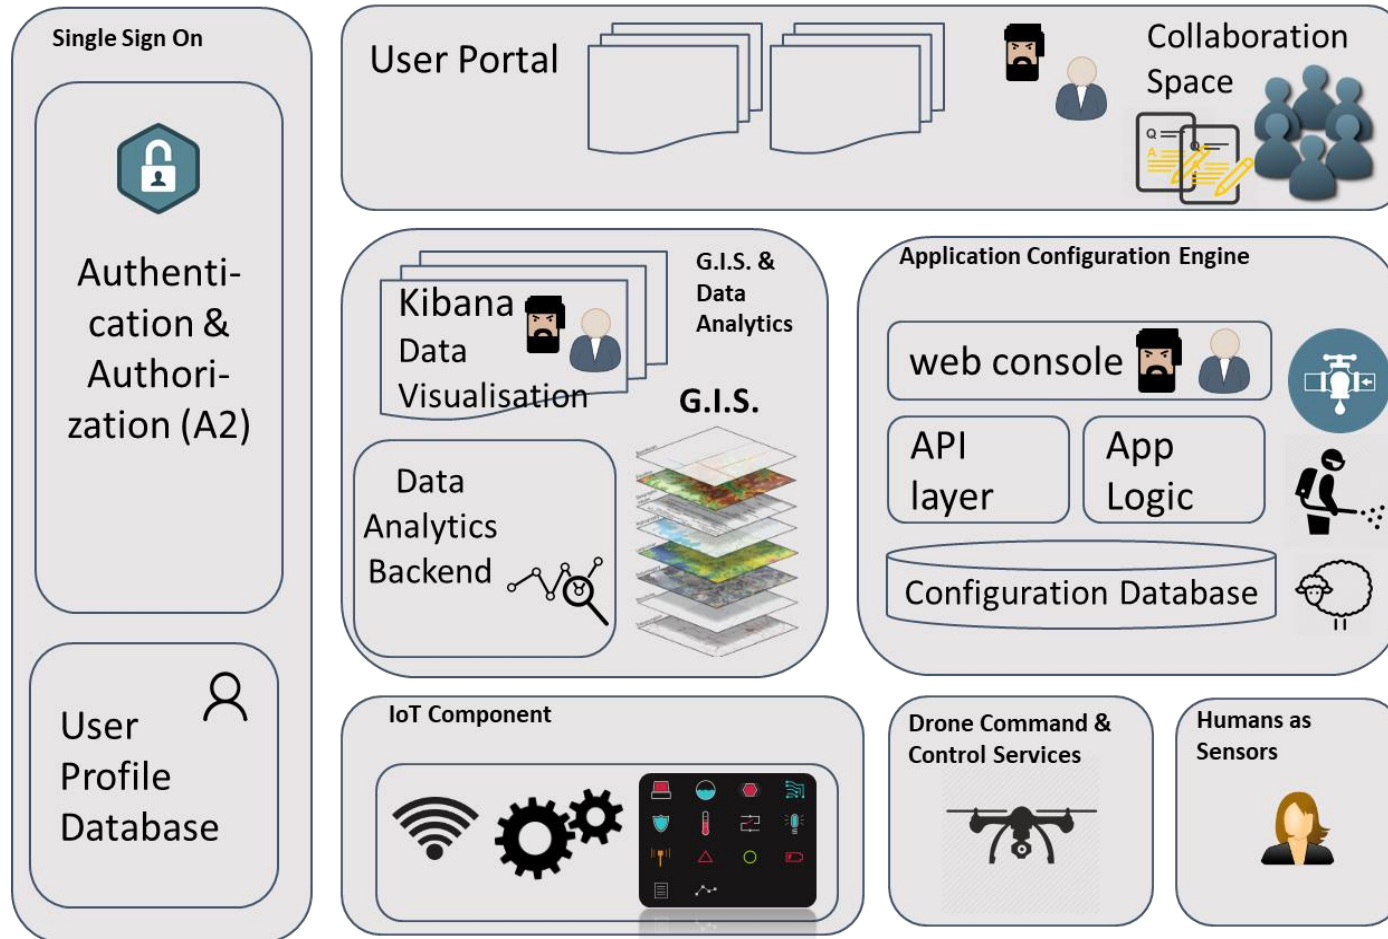 Single Sign On
Authenti-
cation &
Authori-
zation (A2)
User
Profile
Database
User Portal
Collaboration
Space
Q
A
Q
Kibana
Data
Visualisation
G.I.S. &
Data
Analytics
G.I.S.
Data
Analytics
Backend
Application Configuration Engine
web console
API
layer
App
Logic
Configuration Database
IoT Component
Drone Command &
Control Services
Humans as
Sensors